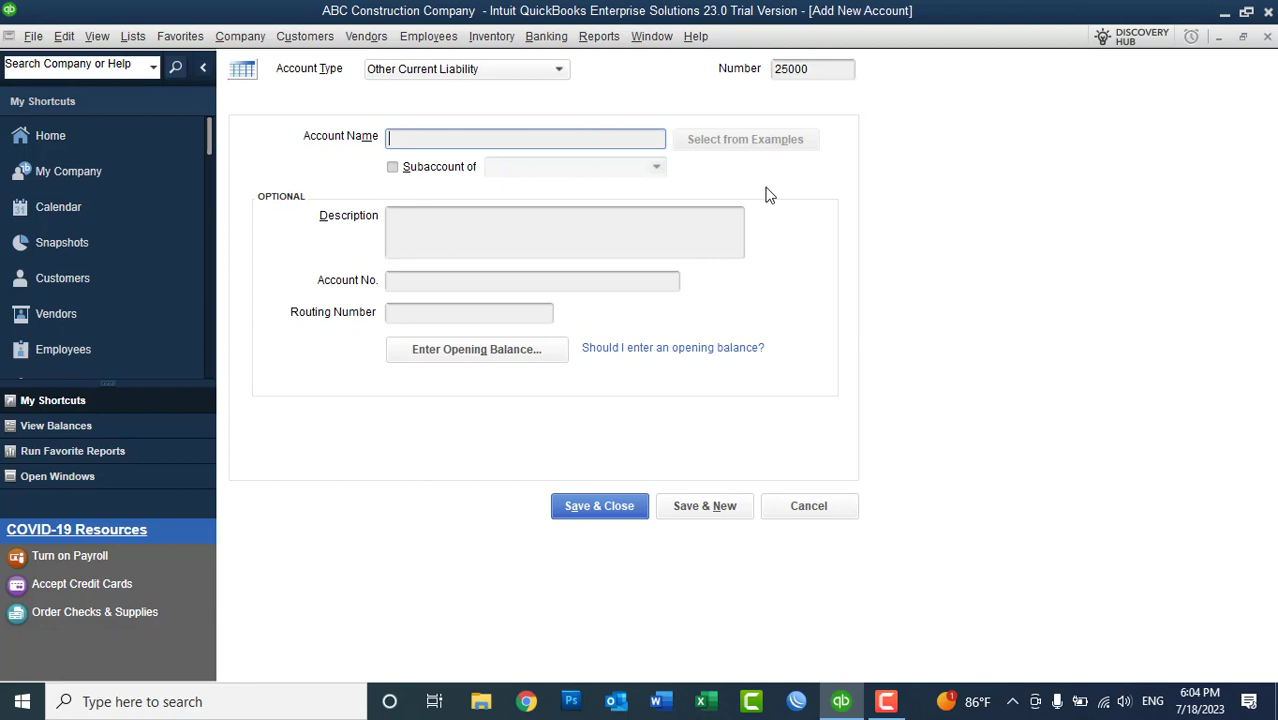 ABC Construction Company - Intuit QuickBooks Enterprise Solutions 23.0 Trial Version - [Add New Account]
File Edit View Lists Favorites Company Customers Vendors Employees Inventory Banking Reports Window Help
DISCOVERY
HUB
Search Company or Help
My Shortcuts
Home
My Company
Calendar
31
Snapshots
Customers
Vendors
Employees
My Shortcuts
View Balances
Run Favorite Reports
Open Windows
COVID-19 Resources
Turn on Payroll
Accept Credit Cards
Order Checks & Supplies
Account Type Other Current Liability Number 25000
Account Name Select from Examples
Subaccount of
OPTIONAL
Description
Account No.
Routing Number
Enter Opening Balance... Should I enter an opening balance?
Save & Close Save & New Cancel
Type here to search
Ps
qb
1
86°F
ENG
6:04 PM
7/18/2023